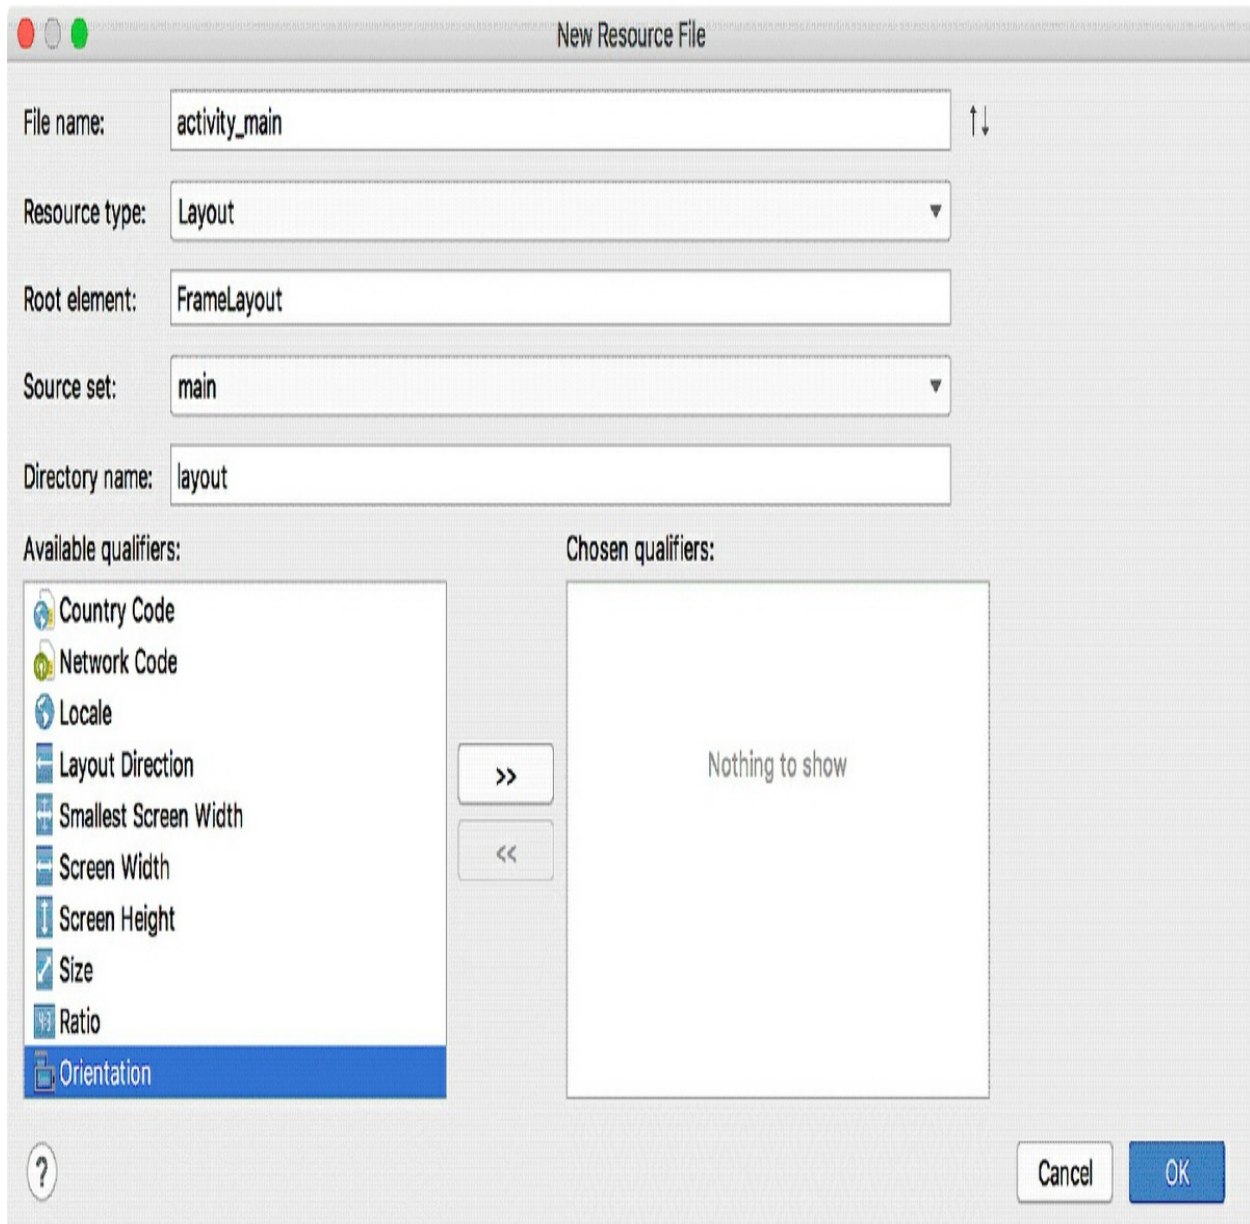 New Resource File
File name: activity_main
Resource type: Layout
Root element: FrameLayout
Source set: main
Directory name: layout
Available qualifiers: Chosen qualifiers:
Country Code
Network Code
Locale
Layout Direction
Nothing to show
>>
Smallest Screen Width
<<
Screen Width
Screen Height
Size
Ratio
Orientation
? Cancel OK